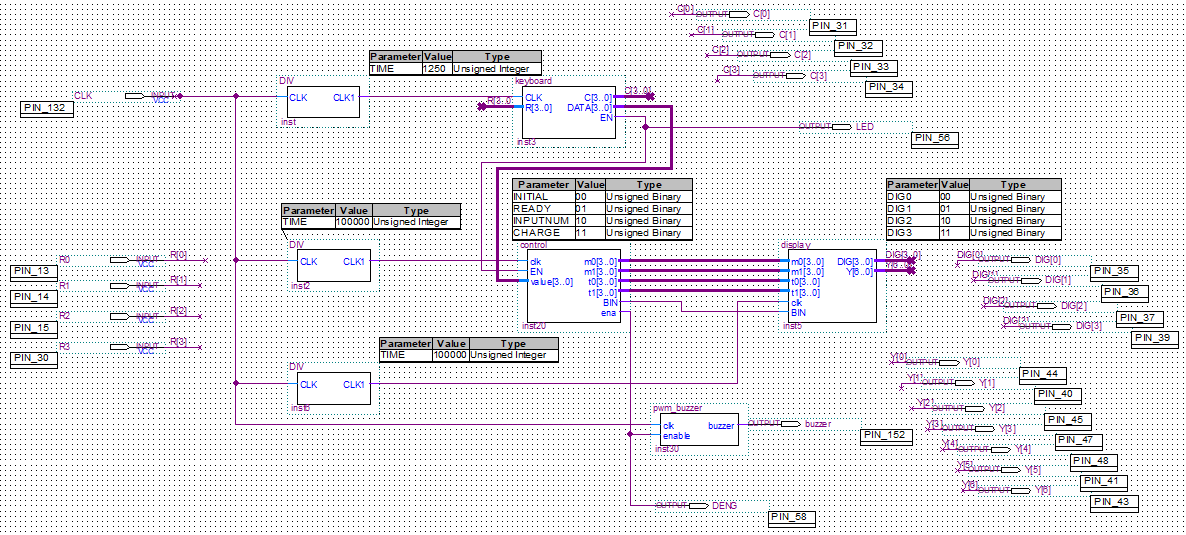 C[0] OUTPUT C[0]
PIN_31
C[1] OUTPUT C[1]
PIN_32
C[2] OUTPUT C[2]
PIN_33
C[3] OUTPUT C[3]
PIN_34
Parameter Value Type
TIME 1250 Unsigned Integer
CLK INPUT VCC
PIN_132
DIV
CLK CLK1
inst
keyboard
CLK C[3..0]
R[3..0] DATA[3..0]
EN
inst3
R[3..0]
C[3..0]
OUTPUT LED
PIN_56
Parameter Value Type
TIME 100000 Unsigned Integer
DIV
CLK CLK1
inst2
Parameter Value Type
INITIAL 00 Unsigned Binary
READY 01 Unsigned Binary
INPUTNUM 10 Unsigned Binary
CHARGE 11 Unsigned Binary
control
clk m0[3..0]
EN m1[3..0]
value[3..0] t0[3..0]
t1[3..0]
BIN
ena
inst20
Parameter Value Type
DIG0 00 Unsigned Binary
DIG1 01 Unsigned Binary
DIG2 10 Unsigned Binary
DIG3 11 Unsigned Binary
display
m0[3..0] DIG[3..0]
m1[3..0] Y[6..0]
t0[3..0]
t1[3..0]
clk
BIN
inst5
DIG[3..0]
Y[6..0]
R0 INPUT VCC R[0]
PIN_13
R1 INPUT VCC R[1]
PIN_14
R2 INPUT VCC R[2]
PIN_15
R3 INPUT VCC R[3]
PIN_30
DIG[0] OUTPUT DIG[0]
PIN_35
DIG[1] OUTPUT DIG[1]
PIN_36
DIG[2] OUTPUT DIG[2]
PIN_37
OUTPUT DIG[3]
PIN_39
Parameter Value Type
TIME 100000 Unsigned Integer
DIV
CLK CLK1
pwm_buzzer
clk buzzer
enable
inst30
OUTPUT buzzer
PIN_152
OUTPUT DENG
PIN_58
Y[0] OUTPUT Y[0]
PIN_44
Y[1] OUTPUT Y[1]
PIN_40
Y[2] OUTPUT Y[2]
PIN_45
Y[3] OUTPUT Y[3]
PIN_47
Y[4] OUTPUT Y[4]
PIN_48
Y[5] OUTPUT Y[5]
PIN_41
Y[6] OUTPUT Y[6]
PIN_43